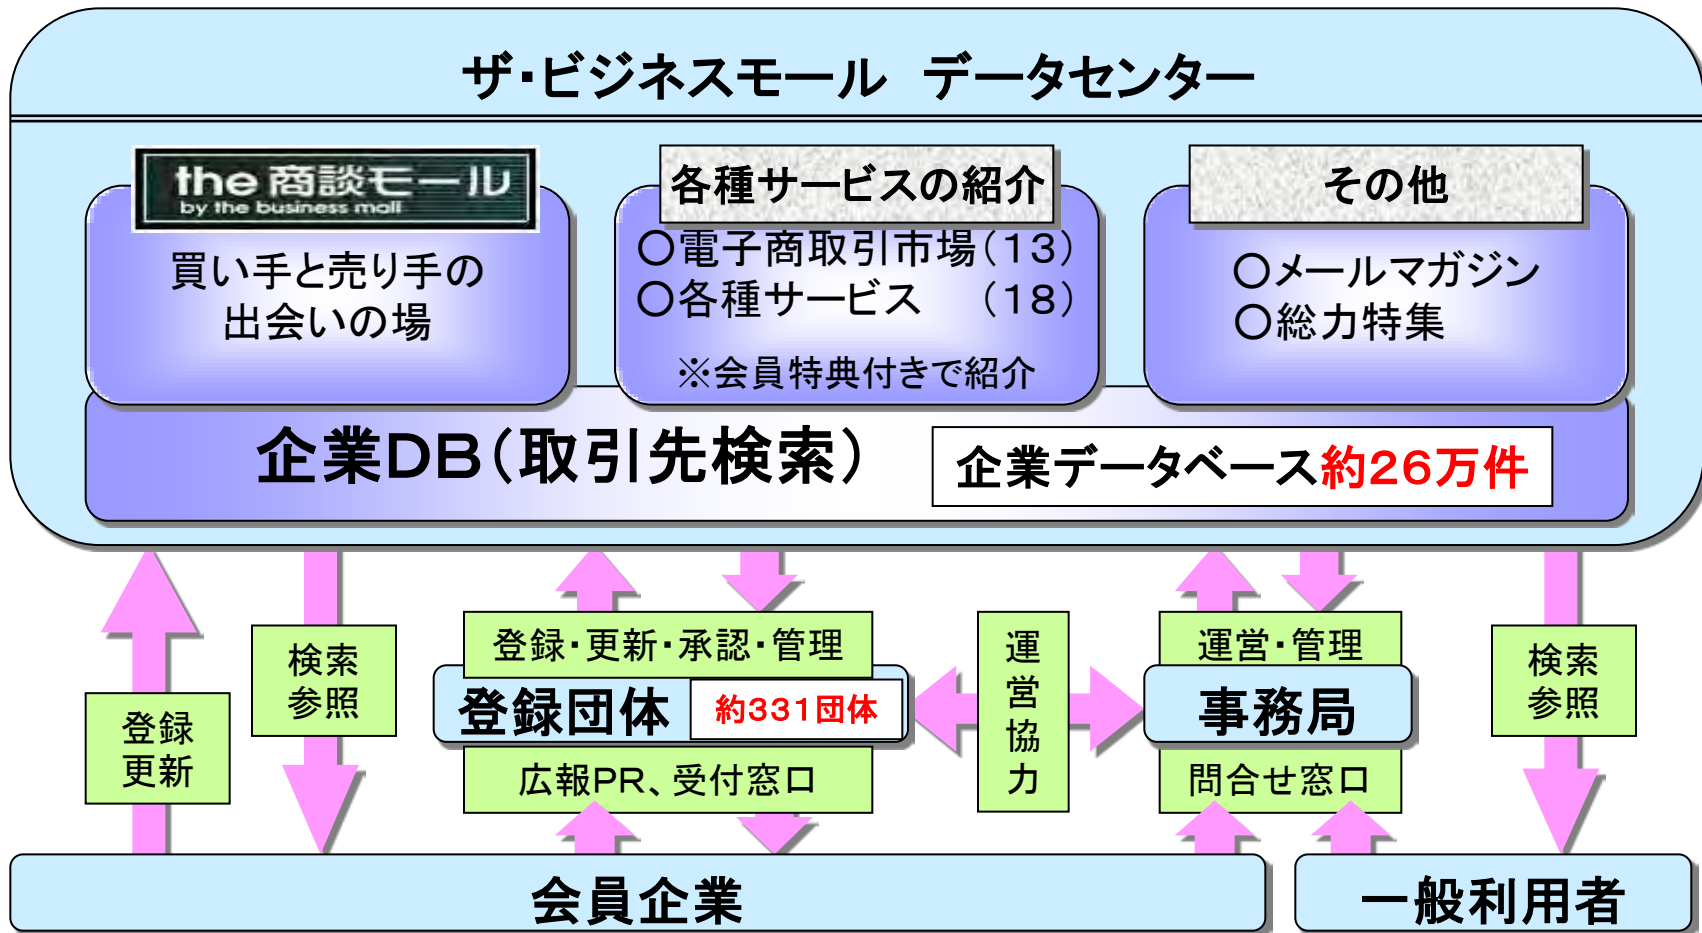 ザ・ビジネスモール　データセンター
the 商談モール
by the business mall
買い手と売り手の
出会いの場
各種サービスの紹介
○電子商取引市場（13）
○各種サービス　（18）
※会員特典付きで紹介
その他
○メールマガジン
○総力特集
企業DB（取引先検索）
企業データベース約26万件
登録
更新
検索
参照
登録・更新・承認・管理
登録団体
約331団体
広報PR、受付窓口
運
営
協
力
運営・管理
事務局
問合せ窓口
検索
参照
会員企業
一般利用者